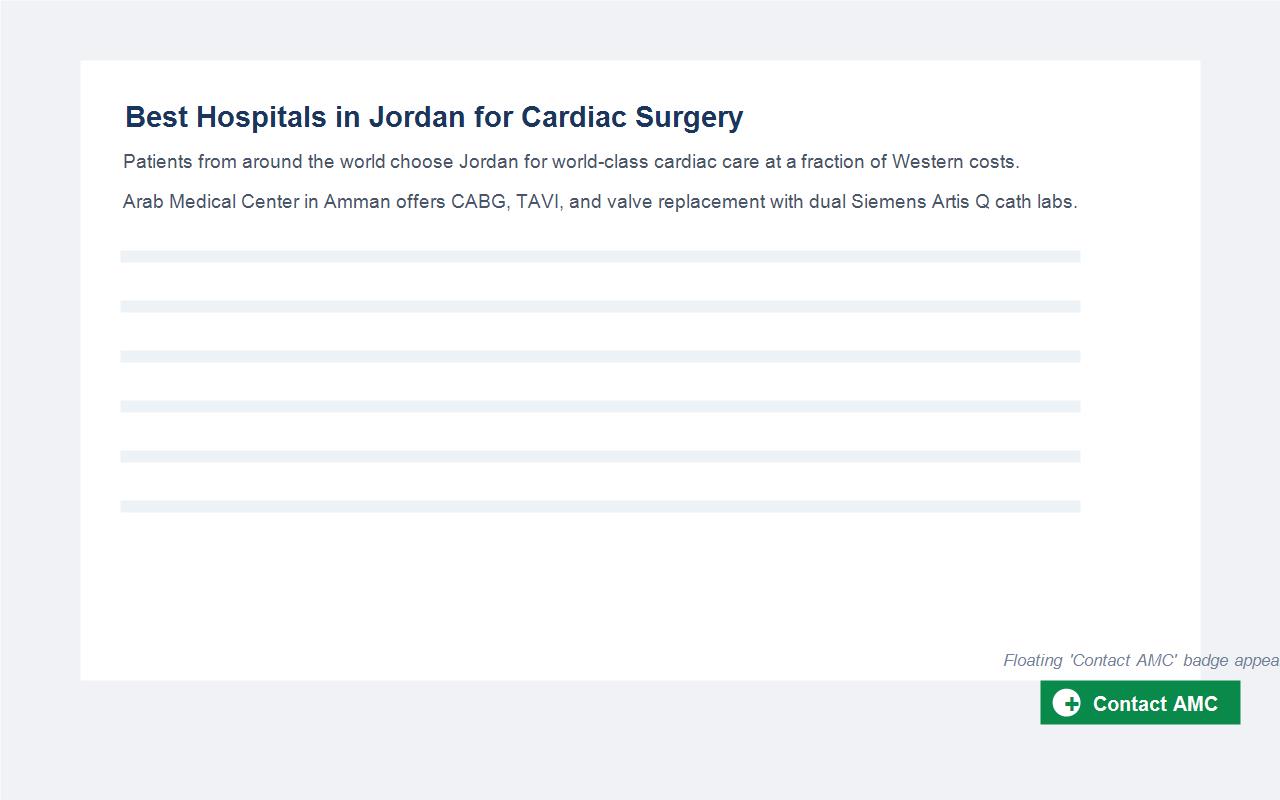 Best Hospitals in Jordan for Cardiac Surgery
Patients from around the world choose Jordan for world-class cardiac care at a fraction of Western costs.
Arab Medical Center in Amman offers CABG, TAVI, and valve replacement with dual Siemens Artis Q cath labs.
Floating 'Contact AMC' badge appea
Contact AMC